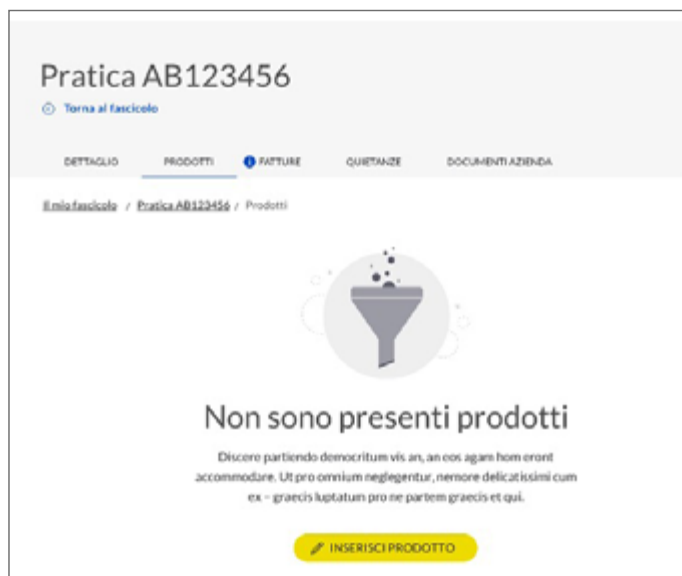 Pratica AB123456
Torna al fascicolo
DETTAGLIO PRODOTTI FATTURE QUIETANZE DOCUMENTI AZIENDA
Il mio fascicolo / Pratica AB123456 / Prodotti
Non sono presenti prodotti
Discere partiendo democritum vis an, an eos agam hom eront
accommodare. Ut pro omnium neglegentur, nemore delicatissimi cum
ex – graecis luptatum pro ne partem graecis et qui.
INSERISCI PRODOTTO